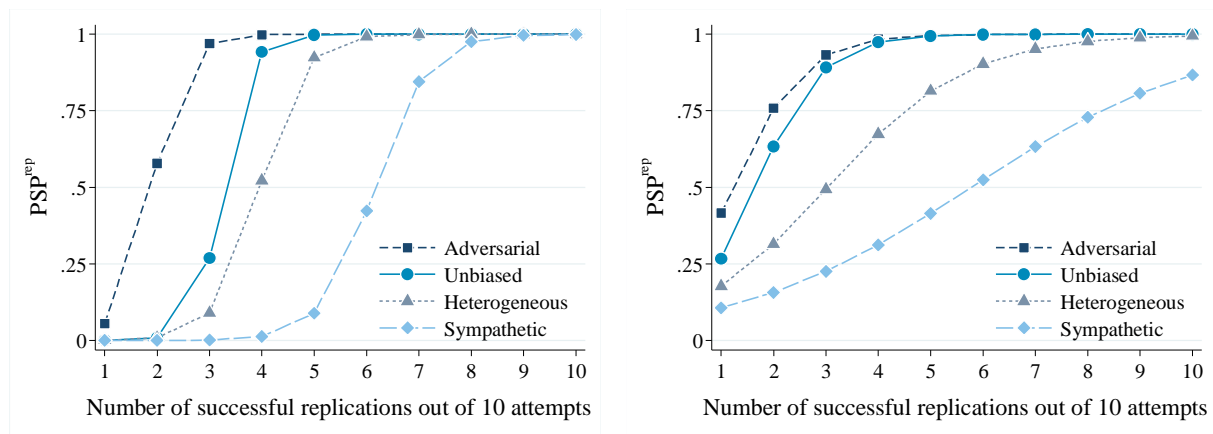 1
.75
.5
.25
0
PSP^rep
Adversarial
Unbiased
Heterogeneous
Sympathetic
1 2 3 4 5 6 7 8 9 10
Number of successful replications out of 10 attempts
1
.75
.5
.25
0
PSP^rep
Adversarial
Unbiased
Heterogeneous
Sympathetic
1 2 3 4 5 6 7 8 9 10
Number of successful replications out of 10 attempts